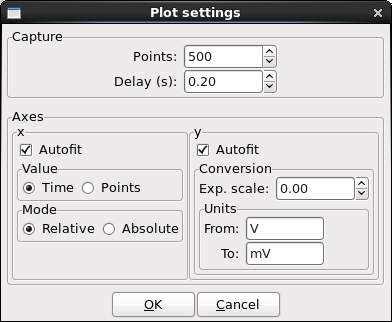 Plot settings
Capture
Points: 500
Delay (s): 0.20
Axes
x
Autofit
Value
Time Points
Mode
Relative Absolute
y
Autofit
Conversion
Exp. scale: 0.00
Units
From: V
To: mV
OK Cancel